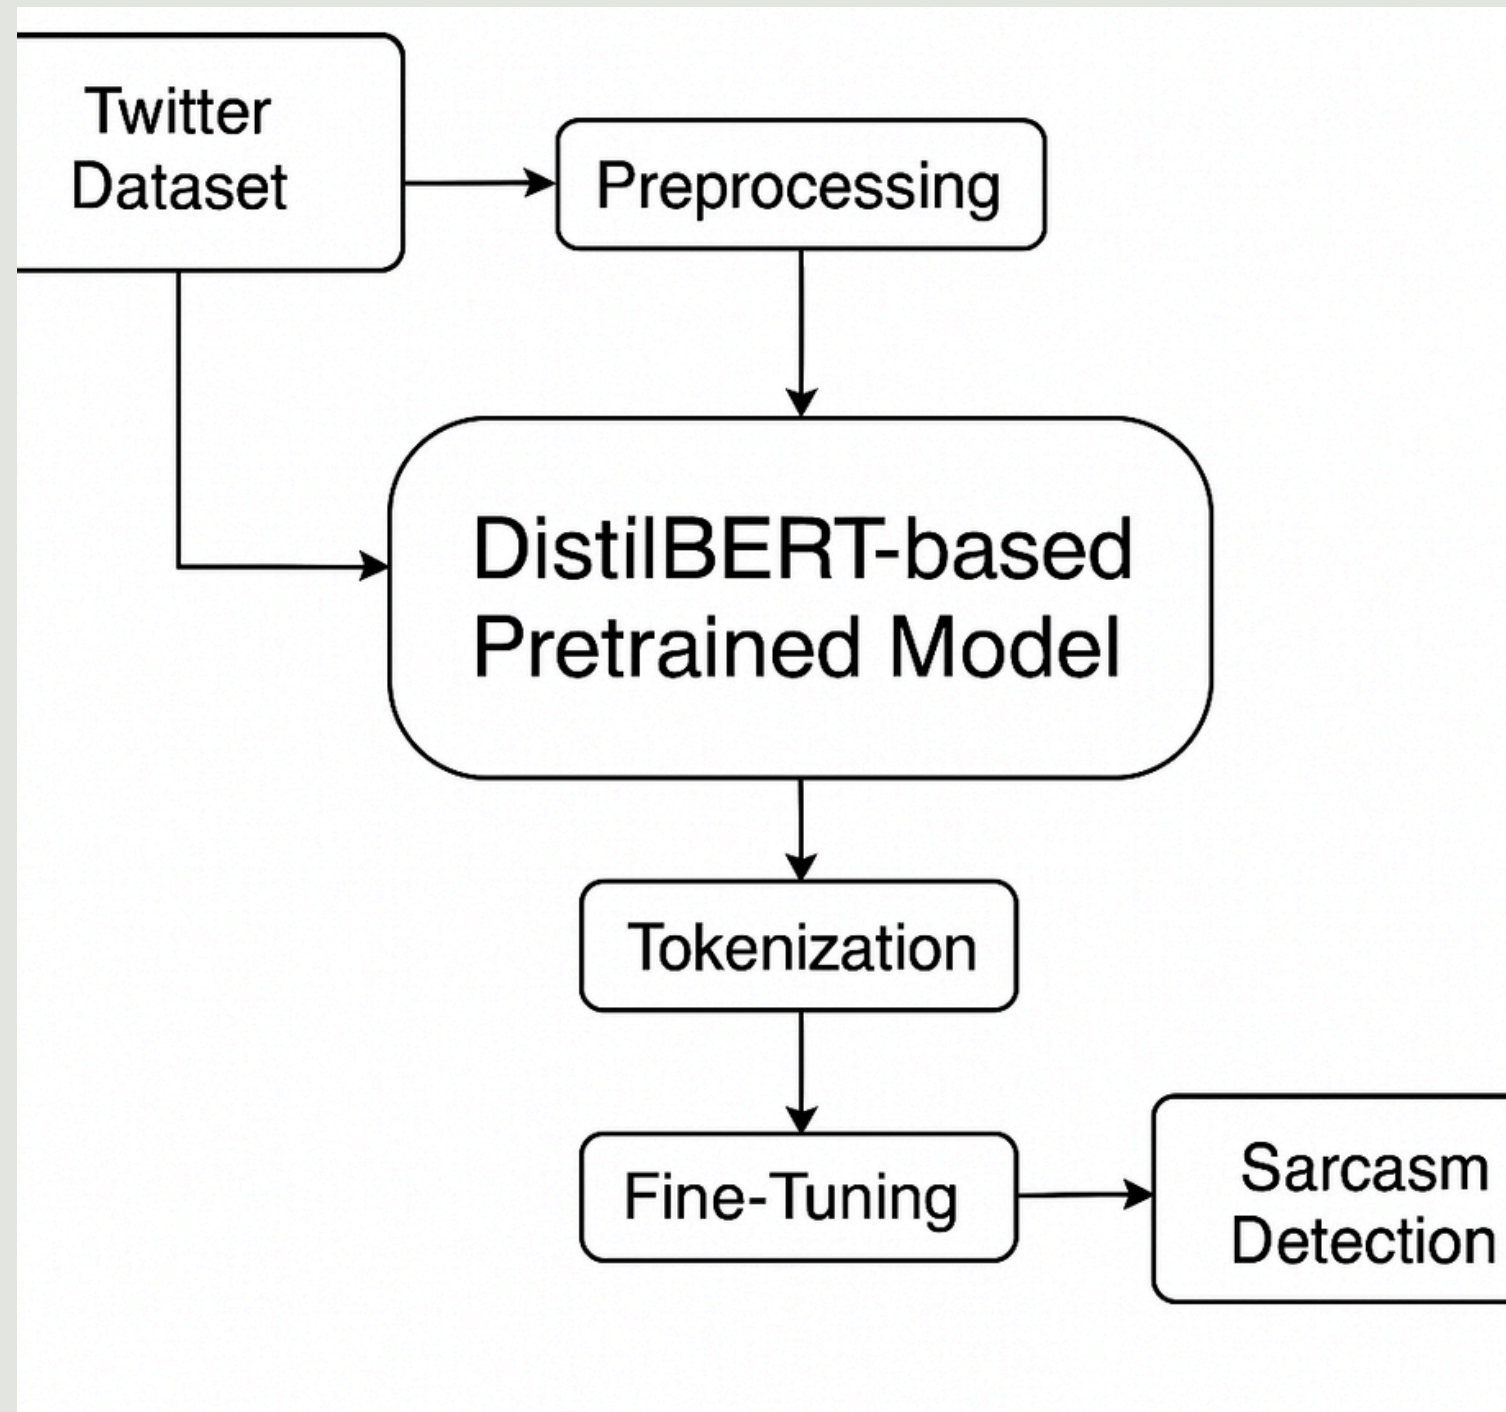 Twitter
Dataset
Preprocessing
DistilBERT-based
Pretrained Model
Tokenization
Fine-Tuning
Sarcasm
Detection